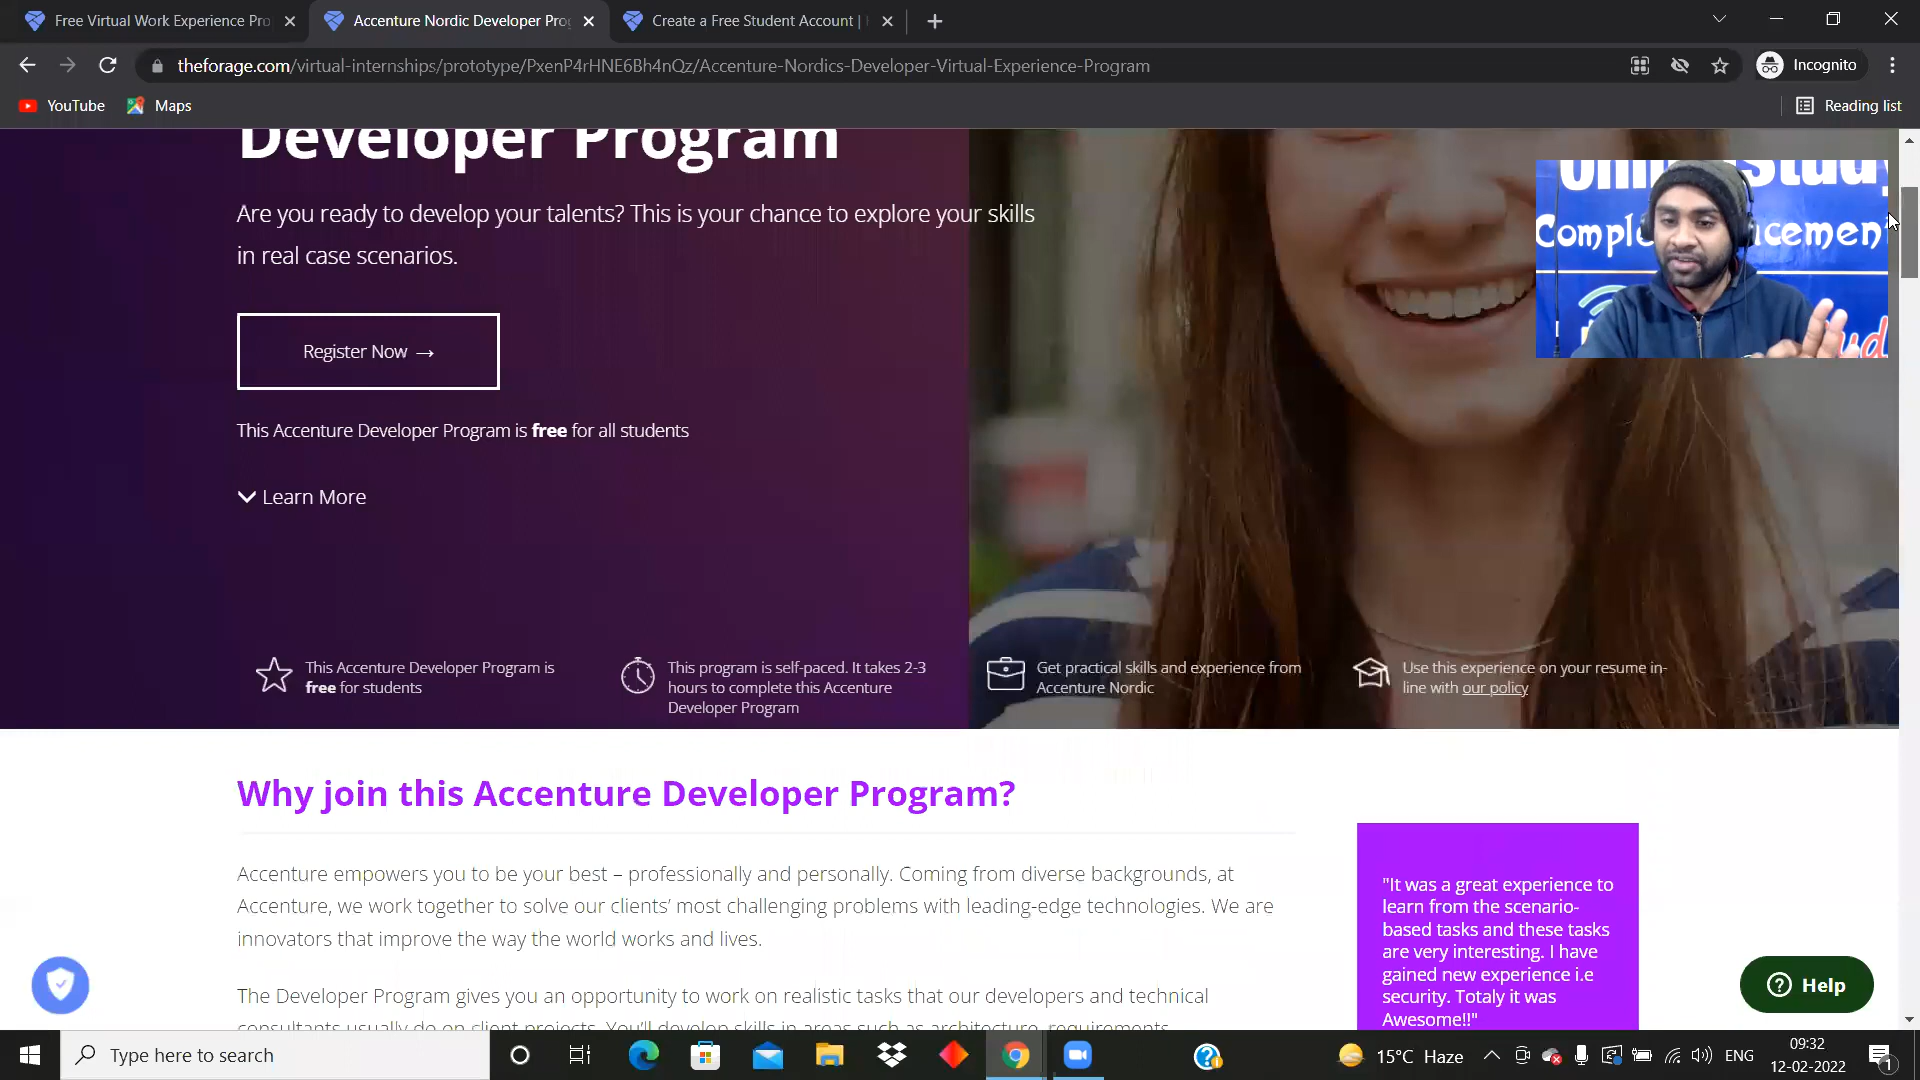 Free Virtual Work Experience Pro
Accenture Nordic Developer Prog
Create a Free Student Account |
theforage.com/virtual-internships/prototype/PxenP4rHNE6Bh4nQz/Accenture-Nordics-Developer-Virtual-Experience-Program
Incognito
YouTube
Maps
Reading list
Developer Program
Are you ready to develop your talents? This is your chance to explore your skills
in real case scenarios.
Register Now →
This Accenture Developer Program is free for all students
Learn More
This Accenture Developer Program is
free for students
This program is self-paced. It takes 2-3
hours to complete this Accenture
Developer Program
Get practical skills and experience from
Accenture Nordic
Use this experience on your resume in-
line with our policy
Why join this Accenture Developer Program?
Accenture empowers you to be your best – professionally and personally. Coming from diverse backgrounds, at
Accenture, we work together to solve our clients’ most challenging problems with leading-edge technologies. We are
innovators that improve the way the world works and lives.
The Developer Program gives you an opportunity to work on realistic tasks that our developers and technical
consultants usually do on client projects. You'll develop skills in areas such as architecture, requirements
"It was a great experience to
learn from the scenario-
based tasks and these tasks
are very interesting. I have
gained new experience i.e
security. Totaly it was
Awesome!!"
Help
Type here to search
15°C Haze
ENG
09:32
12-02-2022
1